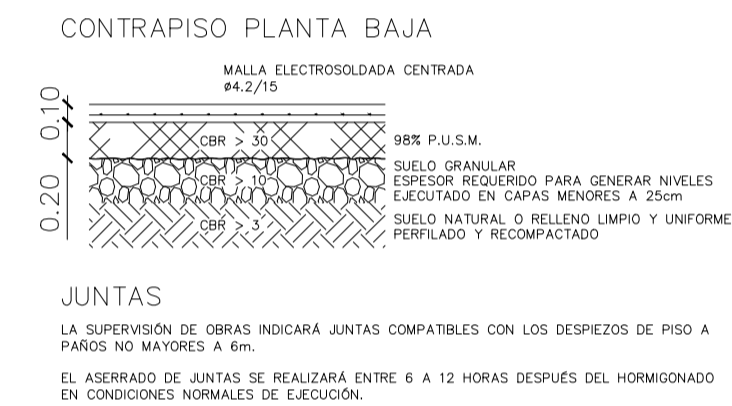 CONTRAPISO PLANTA BAJA
MALLA ELECTROSOLDADA CENTRADA
ø4.2/15
0.10
CBR > 30
98% P.U.S.M.
SUELO GRANULAR
0.20
CBR > 10
ESPESOR REQUERIDO PARA GENERAR NIVELES
EJECUTADO EN CAPAS MENORES A 25cm
CBR > 3
SUELO NATURAL O RELLENO LIMPIO Y UNIFORME
PERFILADO Y RECOMPACTADO
JUNTAS
LA SUPERVISIÓN DE OBRAS INDICARÁ JUNTAS COMPATIBLES CON LOS DESPIEZOS DE PISO A
PAÑOS NO MAYORES A 6m.
EL ASERRADO DE JUNTAS SE REALIZARÁ ENTRE 6 A 12 HORAS DESPUÉS DEL HORMIGONADO
EN CONDICIONES NORMALES DE EJECUCIÓN.